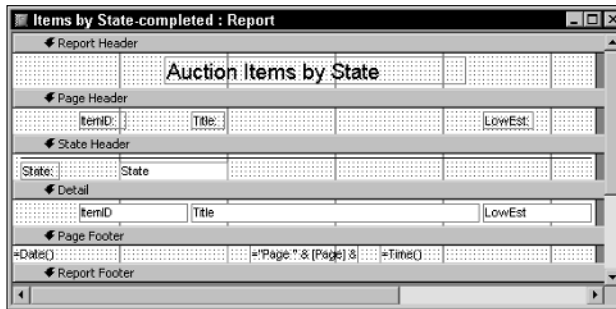 Items by State-completed : Report
Report Header
Auction Items by State
Page Header
ItemID: Title: LowEst:
State Header
State: State
Detail
ItemID Title LowEst
Page Footer
=Date() ="Page " & [Page] & =Time()
Report Footer